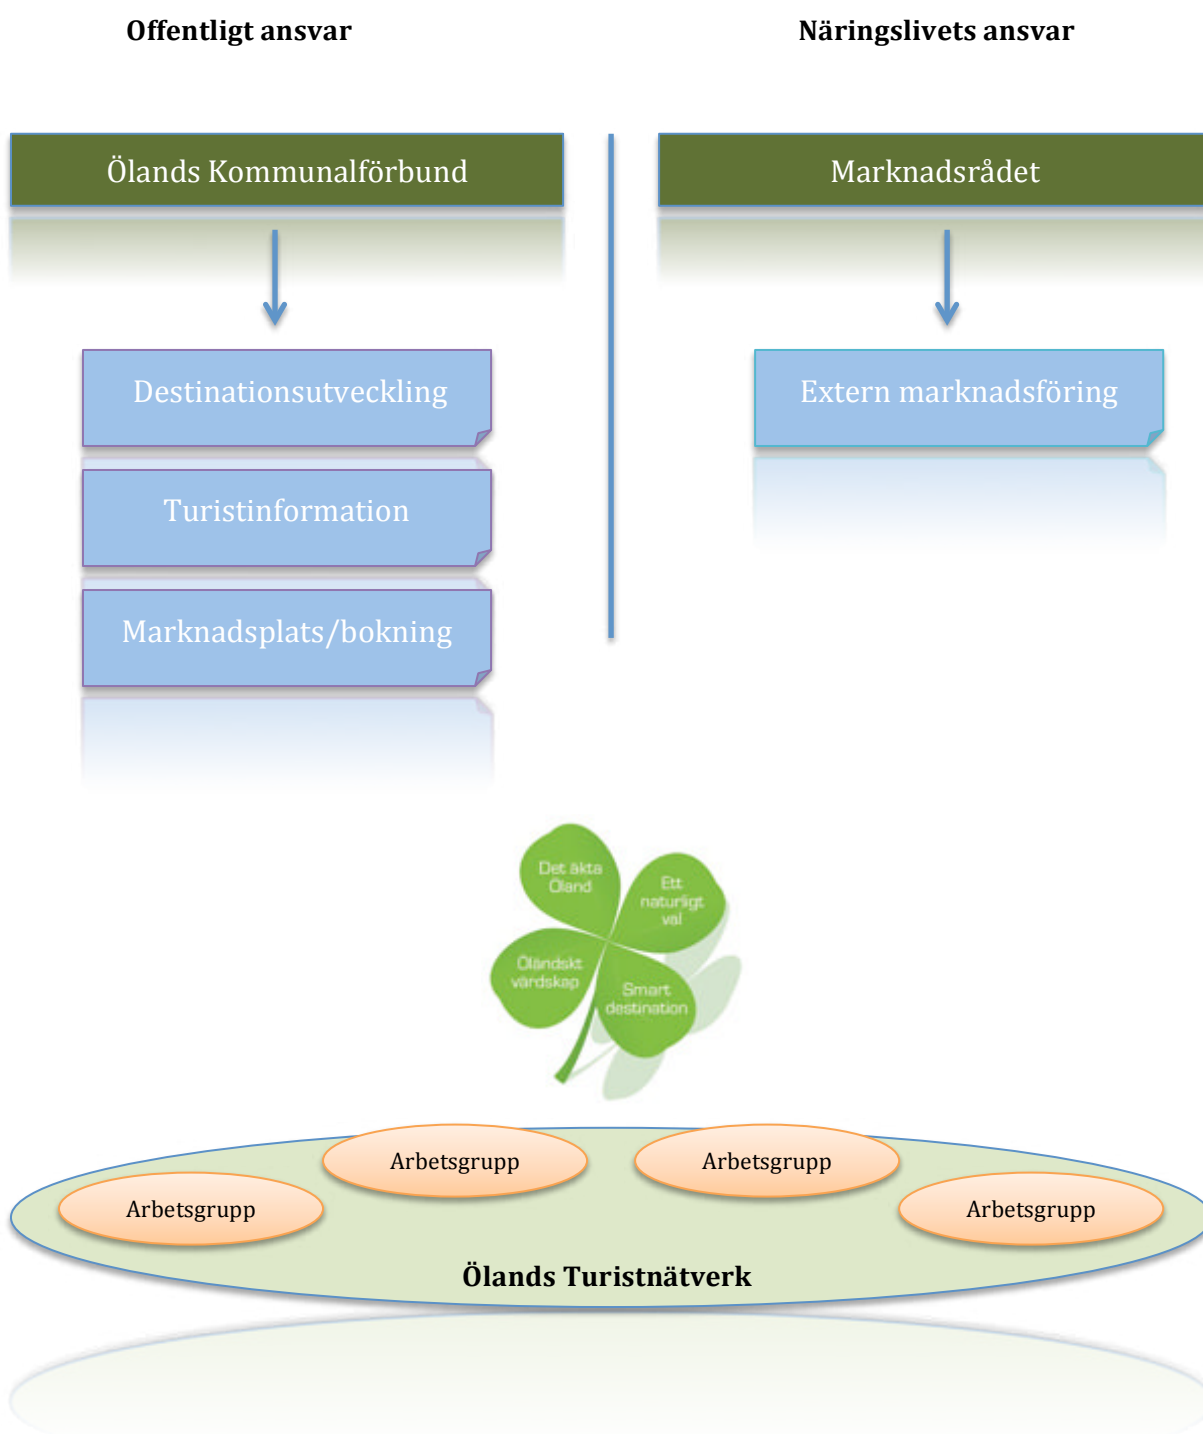 Offentligt ansvar
Näringslivets ansvar
Ölands Kommunalförbund
Marknadsrådet
Destinationsutveckling
Extern marknadsföring
Turistinformation
Marknadsplats/bokning
Det äkta
Öland
Ett
naturligt
val
Öländskt
värdskap
Smart
destination
Arbetsgrupp
Arbetsgrupp
Arbetsgrupp
Arbetsgrupp
Ölands Turistnätverk